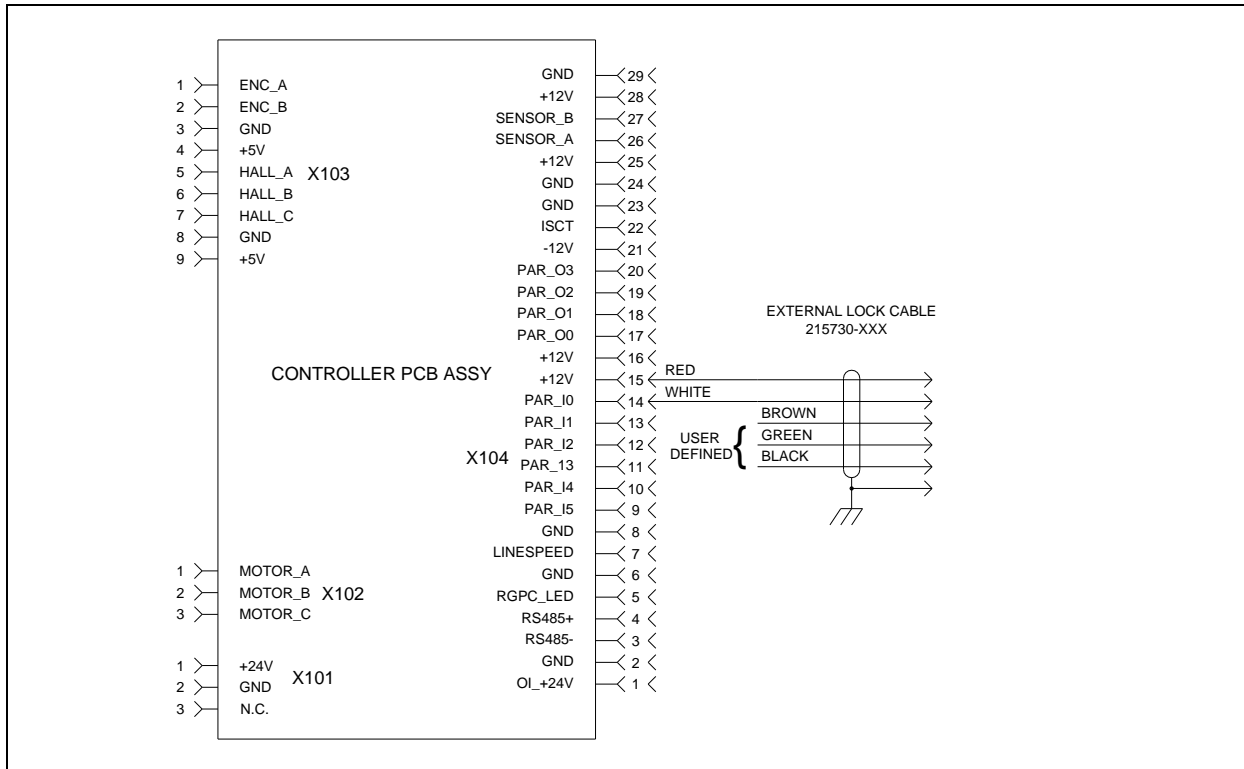 1 ENC_A
2 ENC_B
3 GND
4 +5V
5 HALL_A
6 HALL_B
7 HALL_C
8 GND
9 +5V
X103
CONTROLLER PCB ASSY
1 MOTOR_A
2 MOTOR_B
3 MOTOR_C
X102
1 +24V
2 GND
3 N.C.
X101
X104
GND 29
+12V 28
SENSOR_B 27
SENSOR_A 26
+12V 25
GND 24
GND 23
ISCT 22
-12V 21
PAR_O3 20
PAR_O2 19
PAR_O1 18
PAR_O0 17
+12V 16
+12V 15
PAR_I0 14
PAR_I1 13
PAR_I2 12
PAR_13 11
PAR_I4 10
PAR_I5 9
GND 8
LINESPEED 7
GND 6
RGPC_LED 5
RS485+ 4
RS485- 3
GND 2
OI_+24V 1
EXTERNAL LOCK CABLE
215730-XXX
RED
WHITE
BROWN
GREEN
BLACK
USER
DEFINED